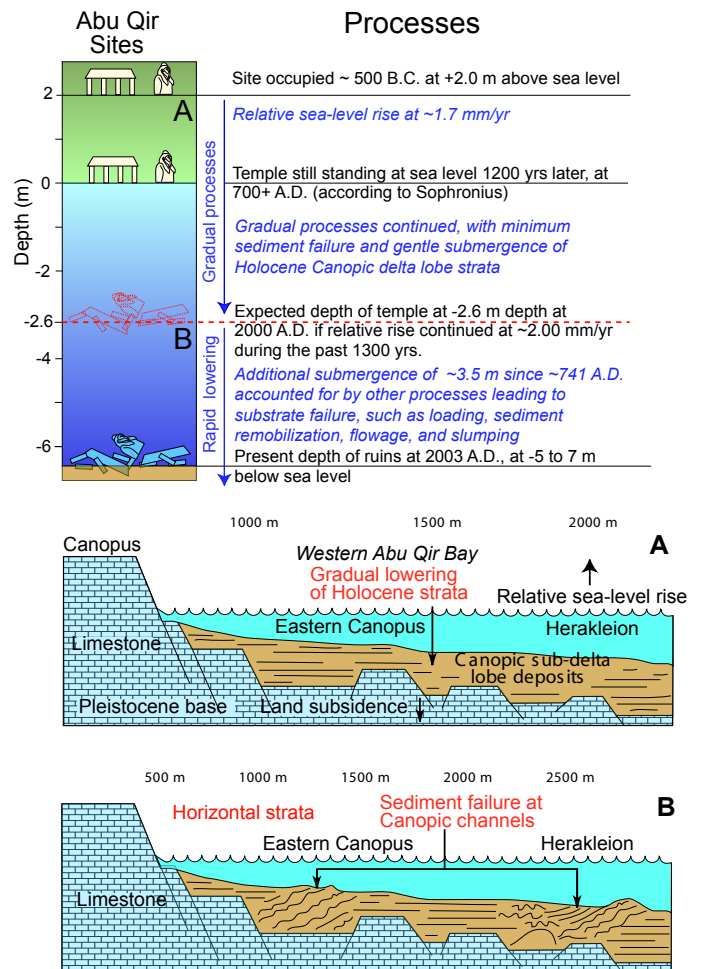 Abu Qir
Sites
Processes
Depth (m)
2
0
-2
-2.6
-4
-6
A
B
Gradual processes
Rapid lowering
Site occupied ~ 500 B.C. at +2.0 m above sea level
Relative sea-level rise at ~1.7 mm/yr
Temple still standing at sea level 1200 yrs later, at
700+ A.D. (according to Sophronius)
Gradual processes continued, with minimum
sediment failure and gentle submergence of
Holocene Canopic delta lobe strata
Expected depth of temple at -2.6 m depth at
2000 A.D. if relative rise continued at ~2.00 mm/yr
during the past 1300 yrs.
Additional submergence of ~3.5 m since ~741 A.D.
accounted for by other processes leading to
substrate failure, such as loading, sediment
remobilization, flowage, and slumping
Present depth of ruins at 2003 A.D., at -5 to 7 m
below sea level
1000 m 1500 m 2000 m
A
Canopus
Western Abu Qir Bay
Gradual lowering
of Holocene strata
Relative sea-level rise
Eastern Canopus Herakleion
Limestone
Canopic sub-delta
lobe deposits
Pleistocene base Land subsidence
500 m 1000 m 1500 m 2000 m 2500 m
B
Horizontal strata
Sediment failure at
Canopic channels
Eastern Canopus Herakleion
Limestone